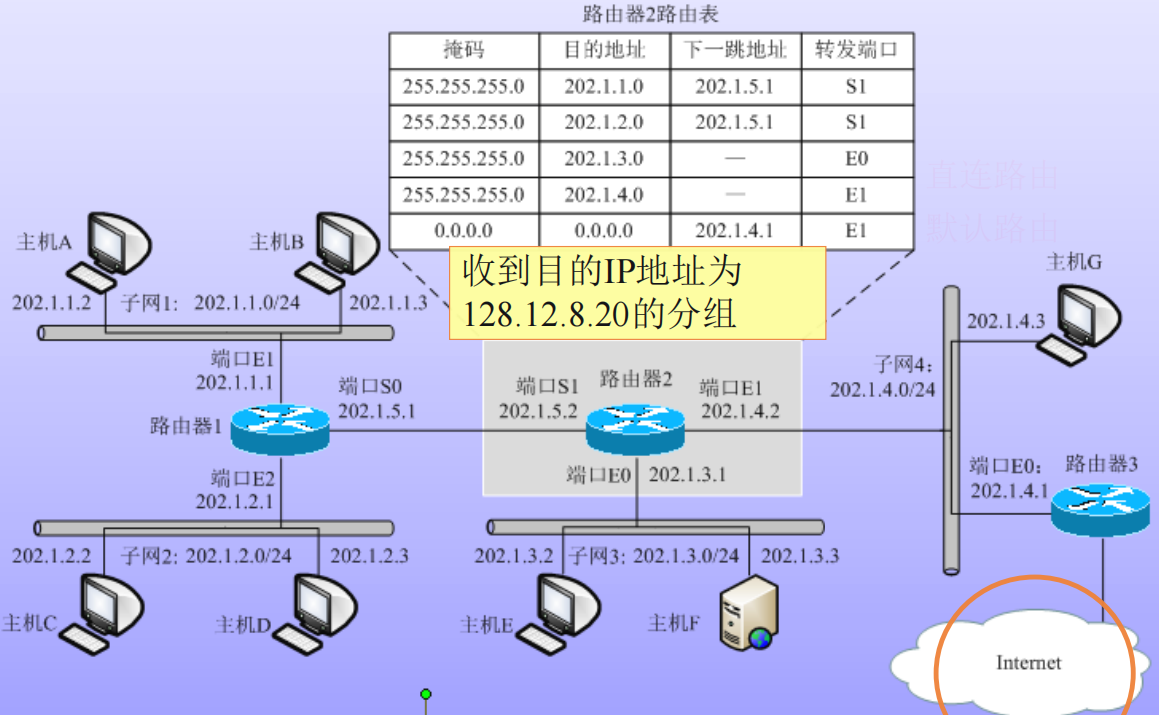 路由器2路由表
掩码 目的地址 下一跳地址 转发端口
255.255.255.0 202.1.1.0 202.1.5.1 S1
255.255.255.0 202.1.2.0 202.1.5.1 S1
255.255.255.0 202.1.3.0 — E0
255.255.255.0 202.1.4.0 — E1
0.0.0.0 0.0.0.0 202.1.4.1 E1
直连路由
默认路由
收到目的IP地址为
128.12.8.20的分组
主机A
主机B
主机G
202.1.1.2 子网1: 202.1.1.0/24 202.1.1.3
202.1.4.3
端口E1
202.1.1.1
端口S0
202.1.5.1
路由器1
端口E2
202.1.2.1
端口S1
202.1.5.2
路由器2
端口E1
202.1.4.2
端口E0 202.1.3.1
子网4:
202.1.4.0/24
端口E0:
202.1.4.1
路由器3
202.1.2.2 子网2: 202.1.2.0/24 202.1.2.3
202.1.3.2 子网3: 202.1.3.0/24 202.1.3.3
主机C
主机D
主机E
主机F
Internet